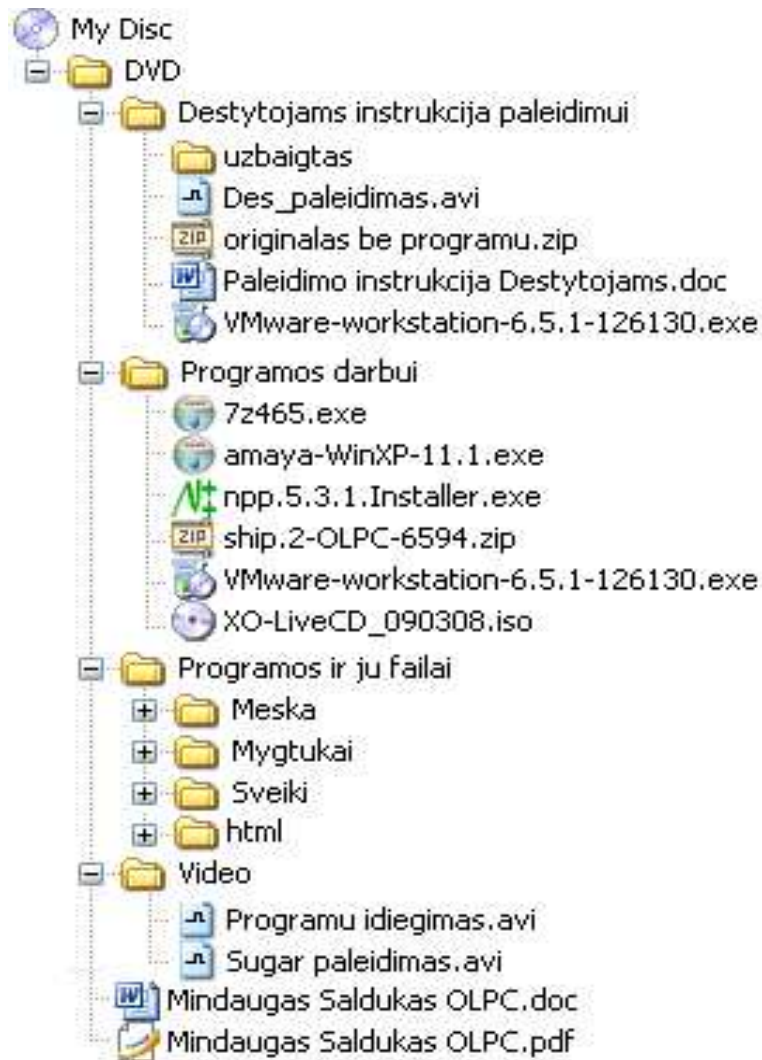 My Disc
DVD
Destytojams instrukcija paleidimui
uzbaigtas
Des_paleidimas.avi
originalas be programu.zip
Paleidimo instrukcija Destytojams.doc
VMware-workstation-6.5.1-126130.exe
Programos darbui
7z465.exe
amaya-WinXP-11.1.exe
npp.5.3.1.Installer.exe
ship.2-OLPC-6594.zip
VMware-workstation-6.5.1-126130.exe
XO-LiveCD_090308.iso
Programos ir ju failai
Meska
Mygtukai
Sveiki
html
Video
Programu idiegimas.avi
Sugar paleidimas.avi
Mindaugas Saldukas OLPC.doc
Mindaugas Saldukas OLPC.pdf